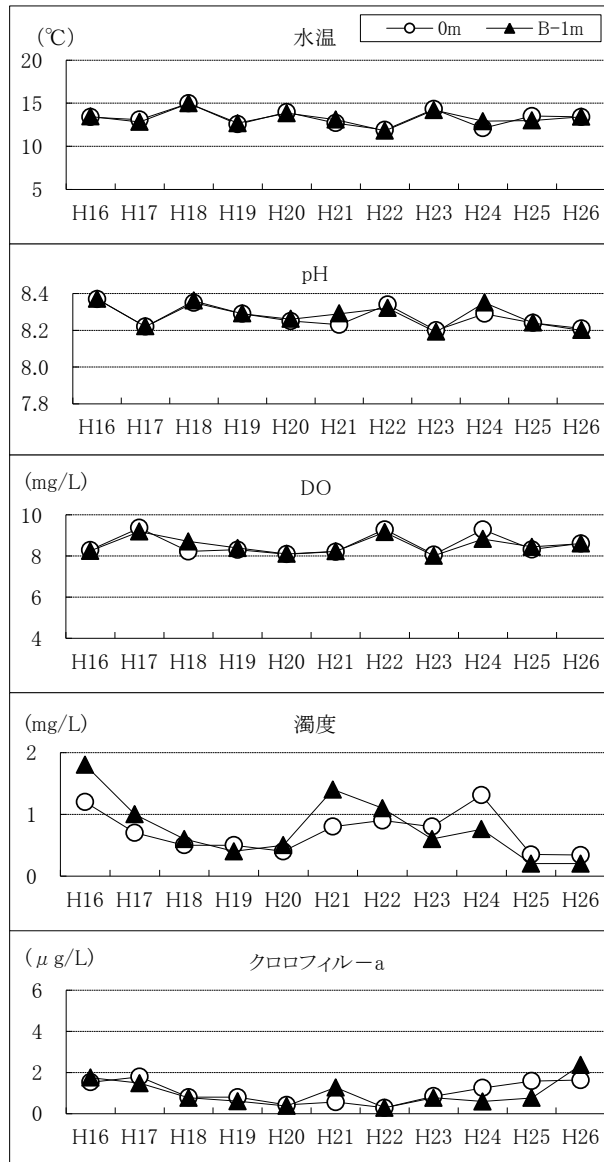 (℃)
水温
0m
B-1m
20
15
10
5
H16 H17 H18 H19 H20 H21 H22 H23 H24 H25 H26
pH
8.4
8.2
8.0
7.8
H16 H17 H18 H19 H20 H21 H22 H23 H24 H25 H26
(mg/L)
DO
10
8
6
4
H16 H17 H18 H19 H20 H21 H22 H23 H24 H25 H26
(mg/L)
濁度
2
1
0
H16 H17 H18 H19 H20 H21 H22 H23 H24 H25 H26
(μg/L)
クロロフィルーa
6
4
2
0
H16 H17 H18 H19 H20 H21 H22 H23 H24 H25 H26